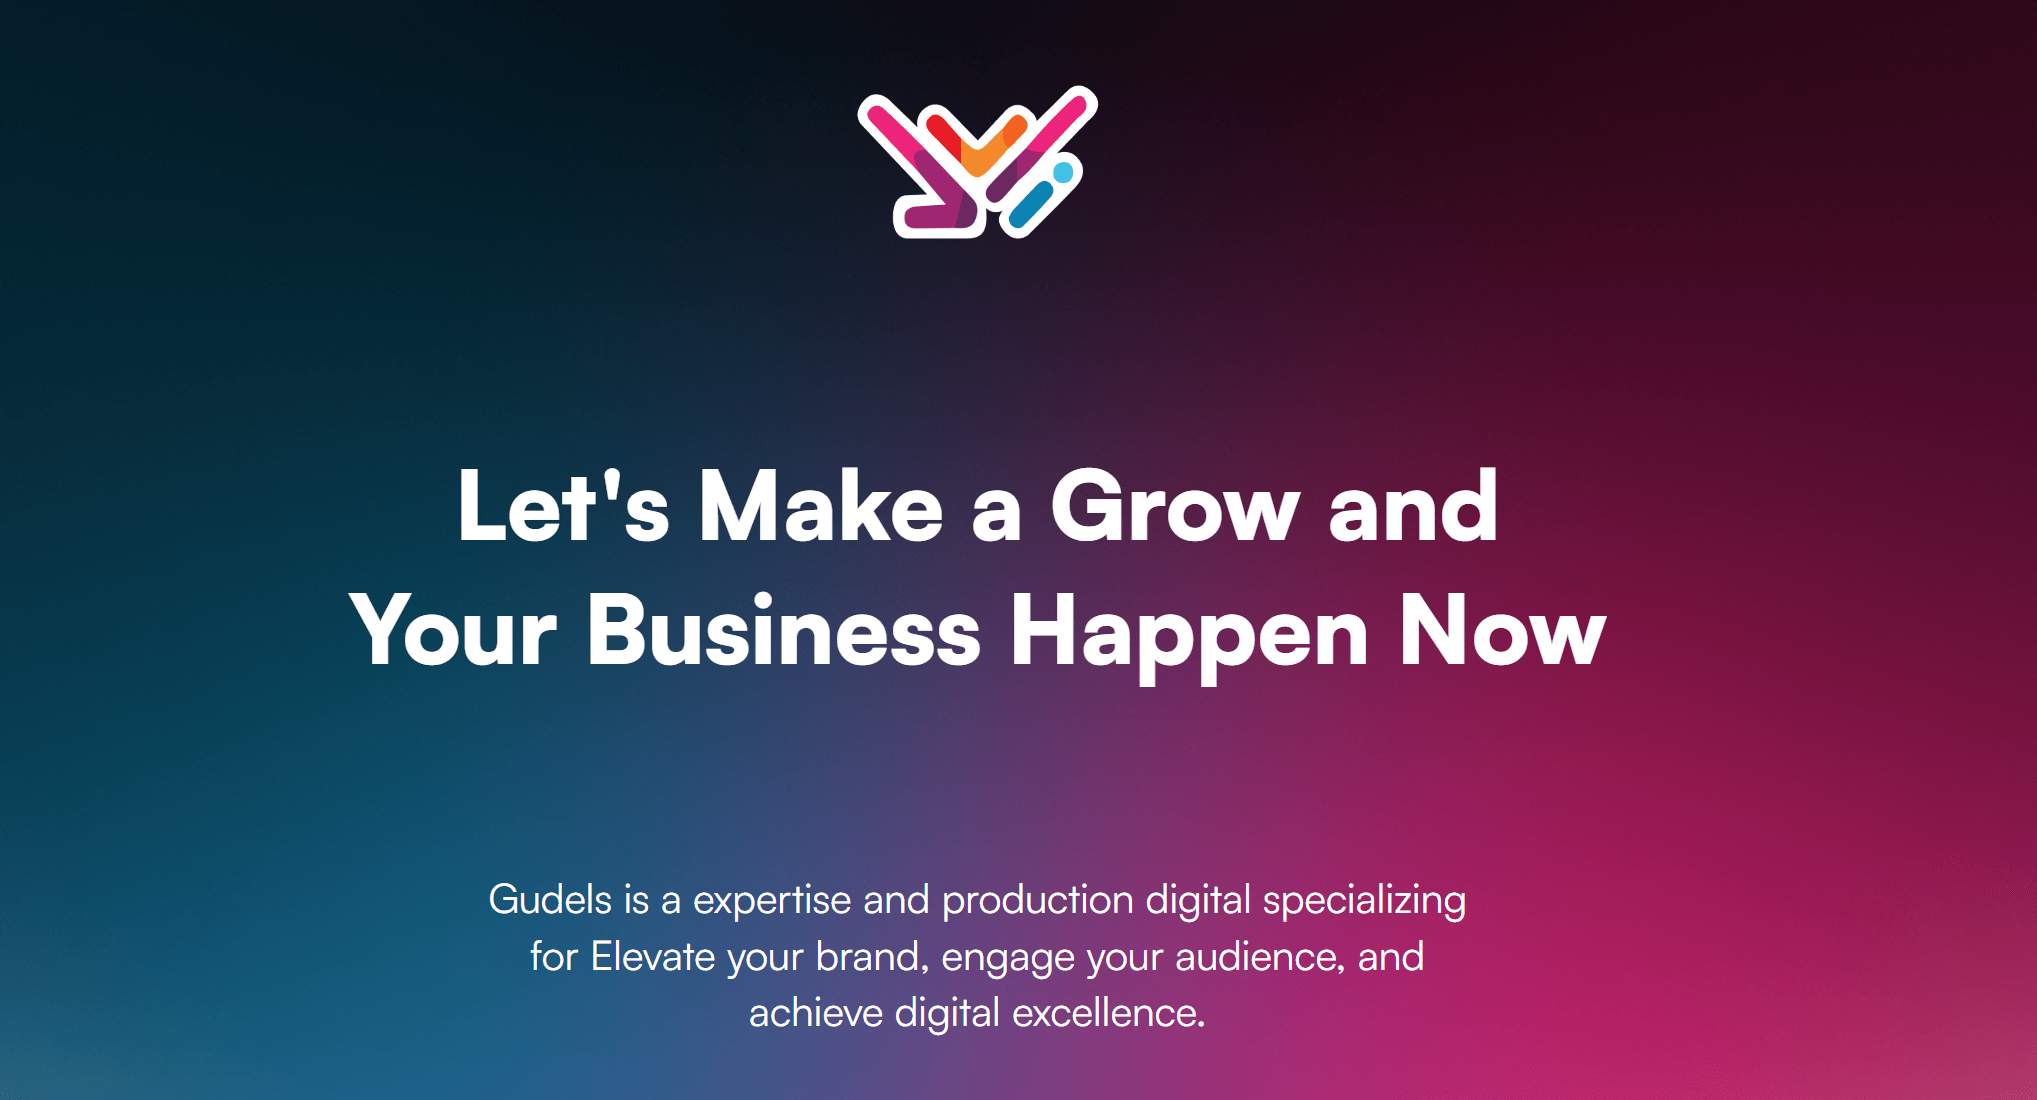 Let's Make a Grow and
Your Business Happen Now
Gudels is a expertise and production digital specializing
for Elevate your brand, engage your audience, and
achieve digital excellence.